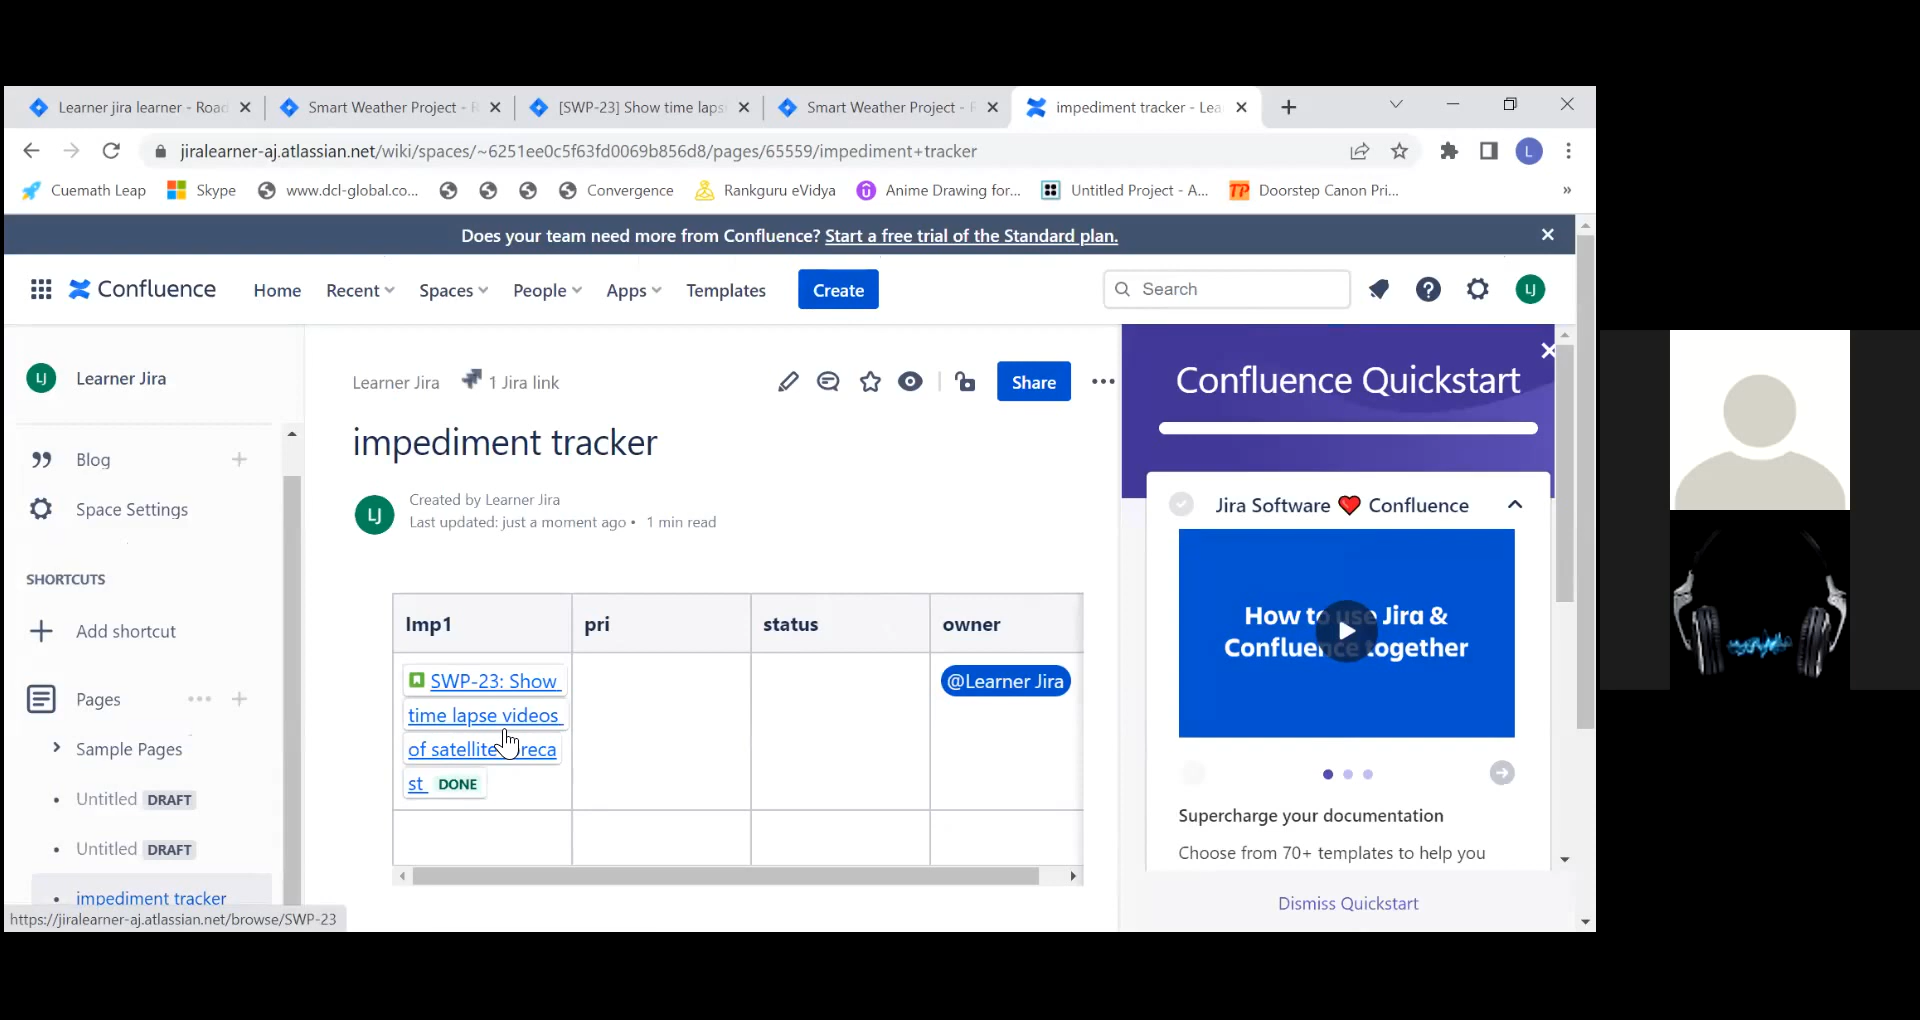 Learner jira learner - Road
Smart Weather Project - R
[SWP-23] Show time laps
Smart Weather Project - F
impediment tracker - Lea
jiralearner-aj.atlassian.net/wiki/spaces/~6251ee0c5f63fd0069b856d8/pages/65559/impediment+tracker
L
Cuemath Leap
Skype
www.dcl-global.co...
Convergence
Rankguru eVidya
Anime Drawing for...
Untitled Project - A...
TP
Doorstep Canon Pri...
»
Does your team need more from Confluence? Start a free trial of the Standard plan.
Confluence
Home
Recent
Spaces
People
Apps
Templates
Create
Search
LJ
LJ
Learner Jira
Blog
Space Settings
SHORTCUTS
Add shortcut
Pages
Sample Pages
Untitled DRAFT
Untitled DRAFT
impediment tracker
https://jiralearner-aj.atlassian.net/browse/SWP-23
Learner Jira
1 Jira link
Share
impediment tracker
LJ
Created by Learner Jira
Last updated: just a moment ago • 1 min read
Imp1 pri status owner
SWP-23: Show
time lapse videos
of satellite reca
st DONE
@Learner Jira
Confluence Quickstart
Jira Software ❤ Confluence
How to use Jira &
Confluence together
Supercharge your documentation
Choose from 70+ templates to help you
Dismiss Quickstart